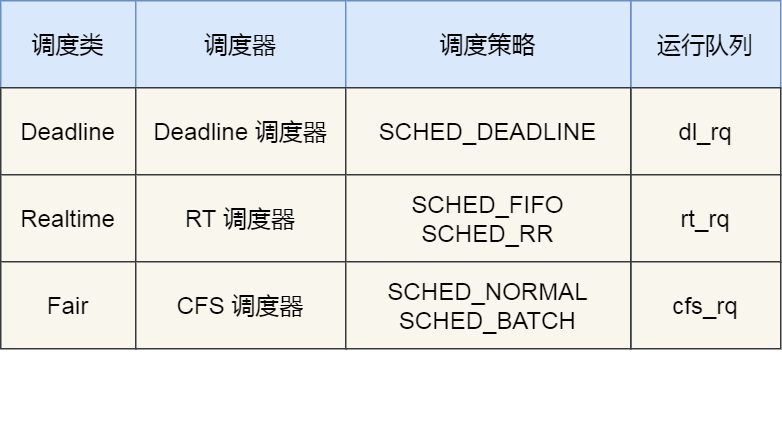 调度类 调度器 调度策略 运行队列
Deadline Deadline 调度器 SCHED_DEADLINE dl_rq
Realtime RT 调度器 SCHED_FIFO
SCHED_RR rt_rq
Fair CFS 调度器 SCHED_NORMAL
SCHED_BATCH cfs_rq